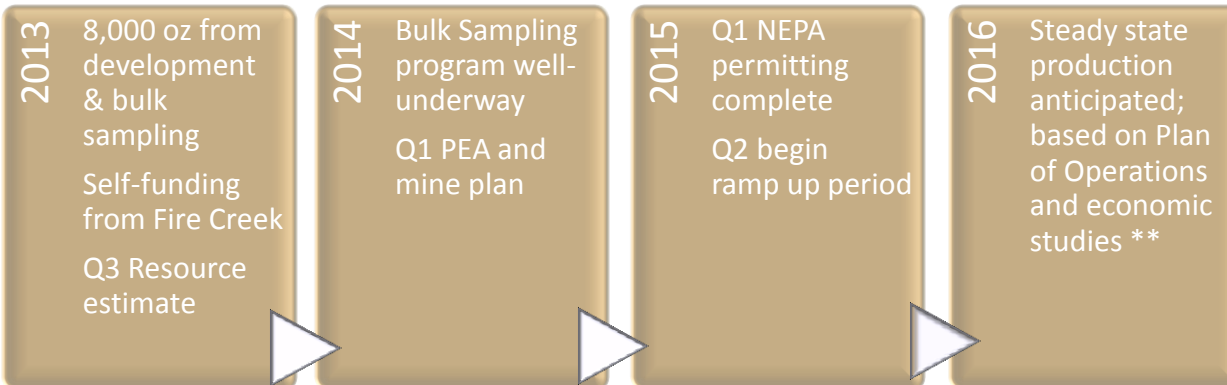 2013
8,000 oz from
development
& bulk
sampling
Self-funding
from Fire Creek
Q3 Resource
estimate
2014
Bulk Sampling
program well-
underway
Q1 PEA and
mine plan
2015
Q1 NEPA
permitting
complete
Q2 begin
ramp up period
2016
Steady state
production
anticipated;
based on Plan
of Operations
and economic
studies **